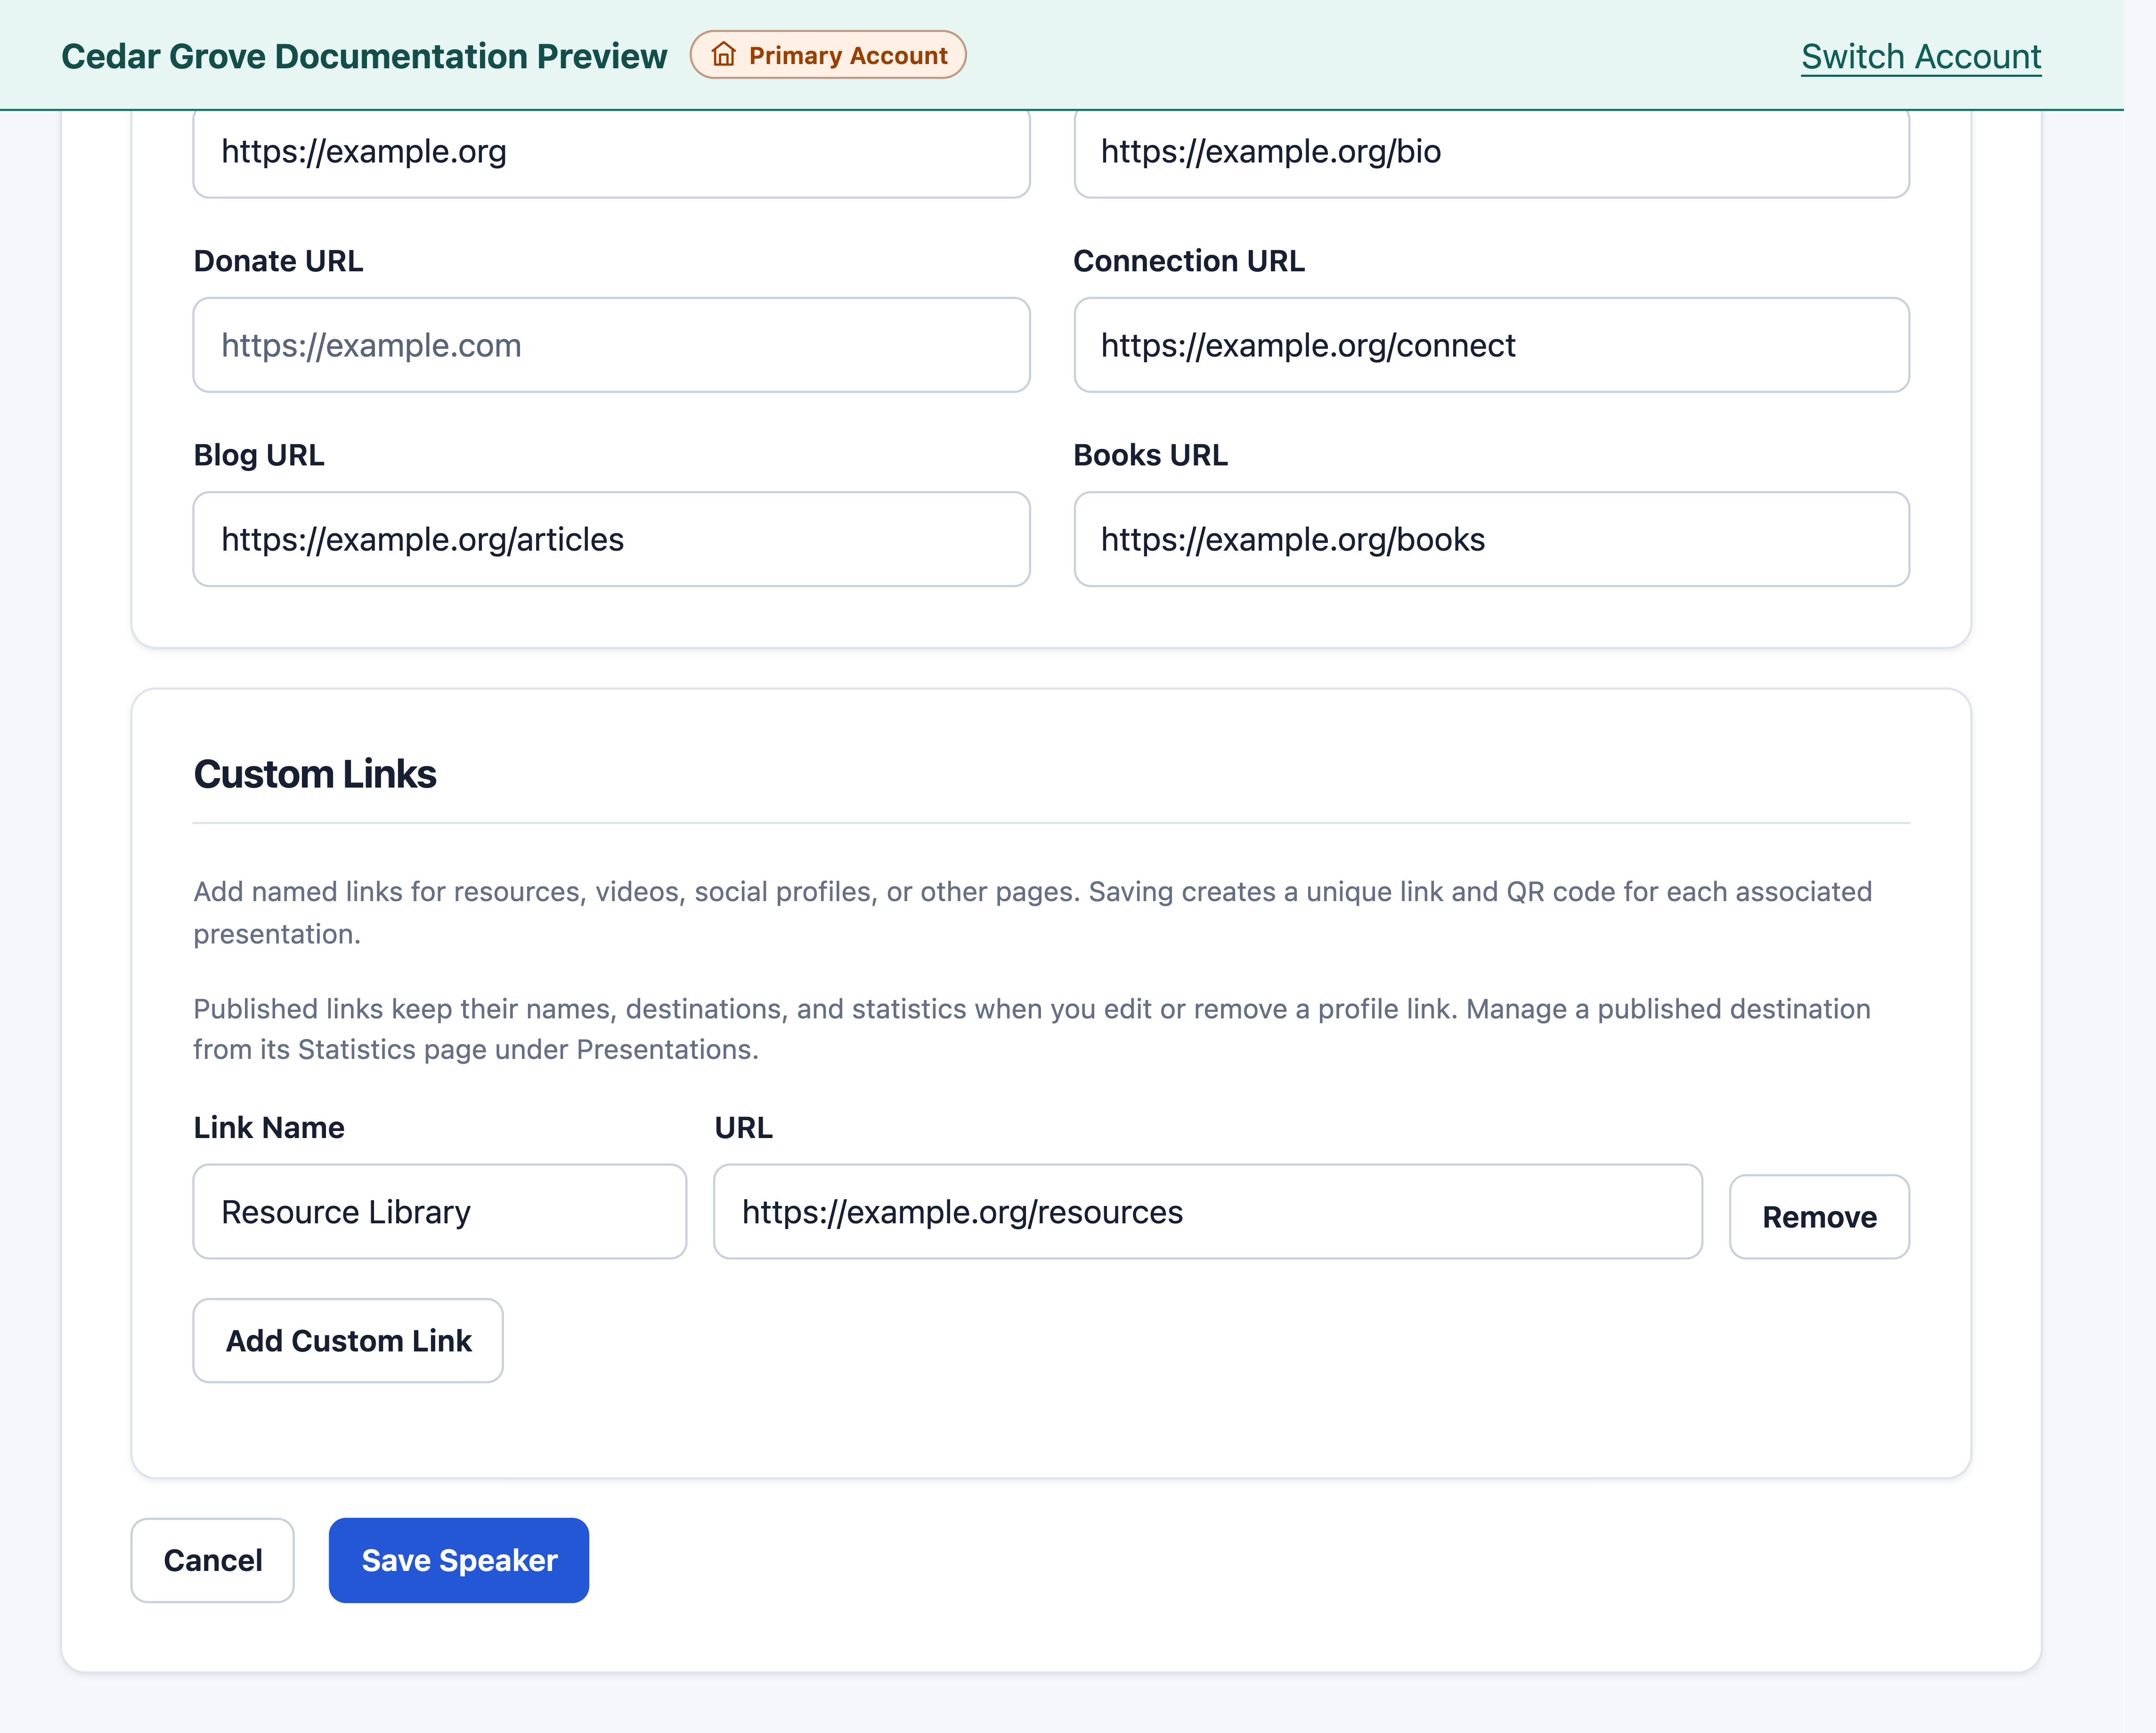 Cedar Grove Documentation Preview
Primary Account
Switch Account
https://example.org
https://example.org/bio
Donate URL
Connection URL
https://example.com
https://example.org/connect
Blog URL
Books URL
https://example.org/articles
https://example.org/books
Custom Links
Add named links for resources, videos, social profiles, or other pages. Saving creates a unique link and QR code for each associated
presentation.
Published links keep their names, destinations, and statistics when you edit or remove a profile link. Manage a published destination
from its Statistics page under Presentations.
Link Name
URL
Resource Library
https://example.org/resources
Remove
Add Custom Link
Cancel
Save Speaker